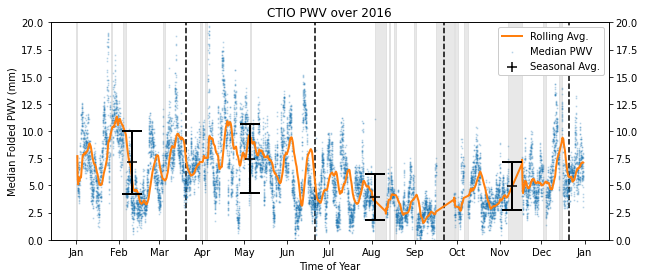 CTIO PWV over 2016
20.0 20.0
17.5 17.5
15.0 15.0
12.5 12.5
10.0 10.0
7.5 7.5
5.0 5.0
2.5 2.5
0.0 0.0
Median Folded PWV (mm)
Rolling Avg.
Median PWV
Seasonal Avg.
Jan Feb Mar Apr May Jun Jul Aug Sep Oct Nov Dec Jan
Time of Year